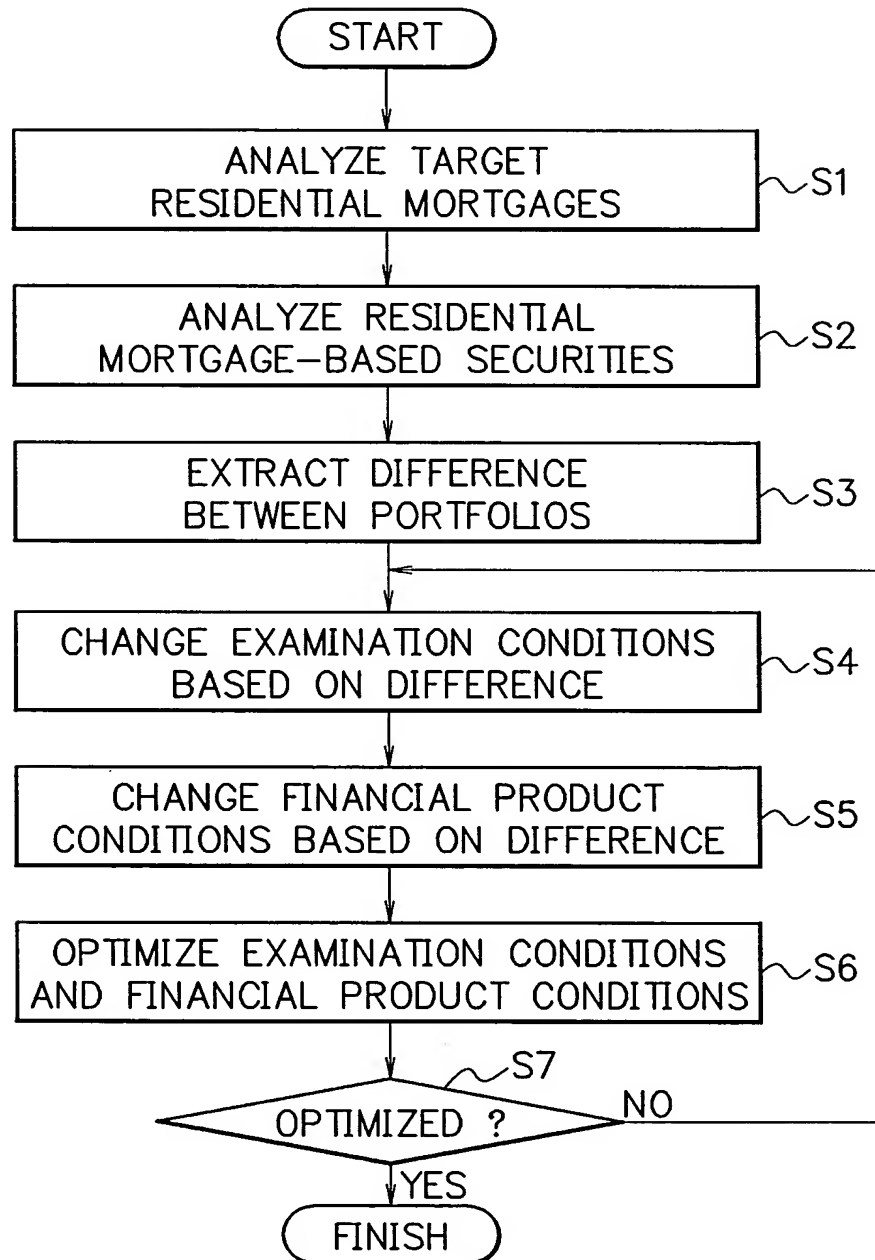 START
ANALYZE TARGET
RESIDENTIAL MORTGAGES
S1
ANALYZE RESIDENTIAL
MORTGAGE-BASED SECURITIES
S2
EXTRACT DIFFERENCE
BETWEEN PORTFOLIOS
S3
CHANGE EXAMINATION CONDITIONS
BASED ON DIFFERENCE
S4
CHANGE FINANCIAL PRODUCT
CONDITIONS BASED ON DIFFERENCE
S5
OPTIMIZE EXAMINATION CONDITIONS
AND FINANCIAL PRODUCT CONDITIONS
S6
S7
OPTIMIZED ?
NO
YES
FINISH